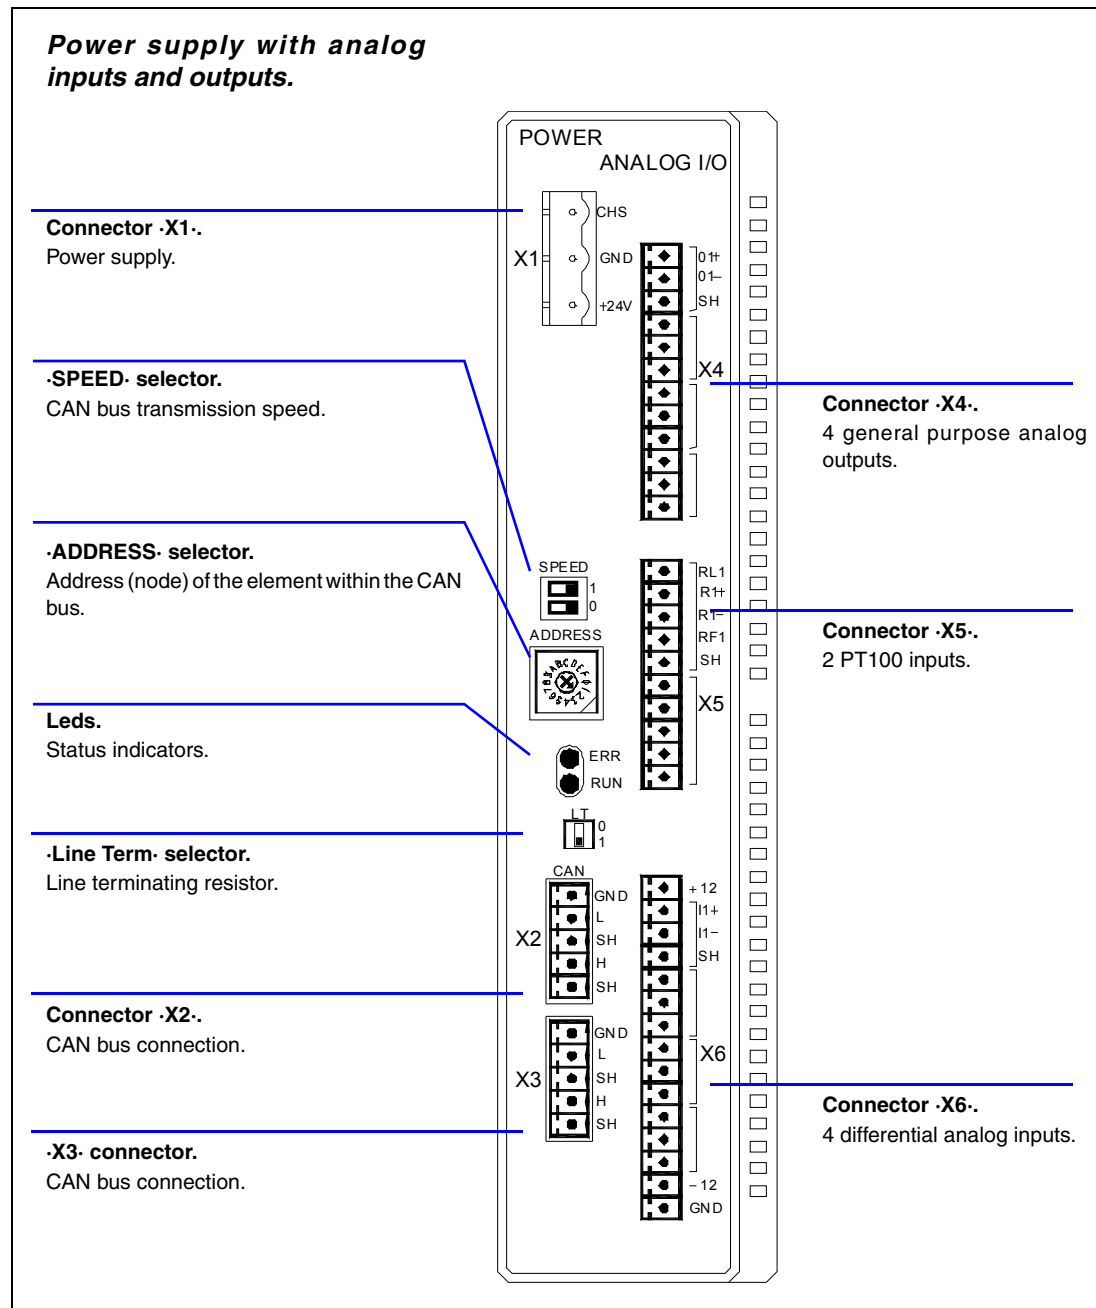 Power supply with analog
inputs and outputs.
POWER
ANALOG I/O
Connector ·X1·.
Power supply.
X1
CHS
GND
+24V
01+
01–
SH
X4
·SPEED· selector.
CAN bus transmission speed.
Connector ·X4·.
4 general purpose analog
outputs.
·ADDRESS· selector.
Address (node) of the element within the CAN
bus.
SPEED
1
0
ADDRESS
RL1
R1+
R1–
RF1
SH
X5
Connector ·X5·.
2 PT100 inputs.
Leds.
Status indicators.
ERR
RUN
LT
0
1
·Line Term· selector.
Line terminating resistor.
CAN
X2
GND
L
SH
H
SH
+12
I1+
I1–
SH
X6
–12
GND
Connector ·X2·.
CAN bus connection.
X3
GND
L
SH
H
SH
Connector ·X6·.
4 differential analog inputs.
·X3· connector.
CAN bus connection.